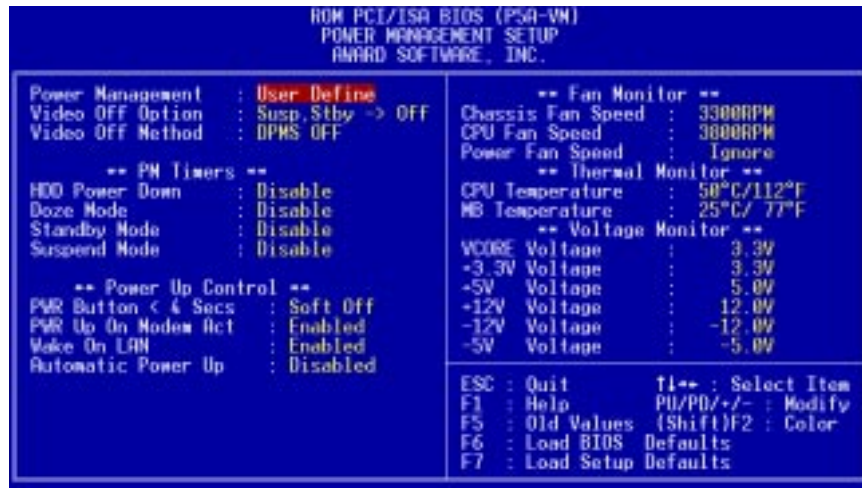 ROM PCI/ISA BIOS (P5A-VM)
POWER MANAGEMENT SETUP
AWARD SOFTWARE, INC.
Power Management : User Define
Video Off Option : Susp,Stby -> Off
Video Off Method : DPMS OFF
** PM Timers **
HDD Power Down : Disable
Doze Mode : Disable
Standby Mode : Disable
Suspend Mode : Disable
** Power Up Control **
PWR Button < 4 Secs : Soft Off
PWR Up On Modem Act : Enabled
Wake On LAN : Enabled
Automatic Power Up : Disabled
** Fan Monitor **
Chassis Fan Speed : 3300RPM
CPU Fan Speed : 3800RPM
Power Fan Speed : Ignore
** Thermal Monitor **
CPU Temperature : 50°C/112°F
MB Temperature : 25°C/ 77°F
** Voltage Monitor **
VCORE Voltage : 3.3V
+3.3V Voltage : 3.3V
+5V Voltage : 5.0V
+12V Voltage : 12.0V
-12V Voltage : -12.0V
-5V Voltage : -5.0V
ESC : Quit ↑↓→← : Select Item
F1 : Help PU/PD/+/- : Modify
F5 : Old Values (Shift)F2 : Color
F6 : Load BIOS Defaults
F7 : Load Setup Defaults